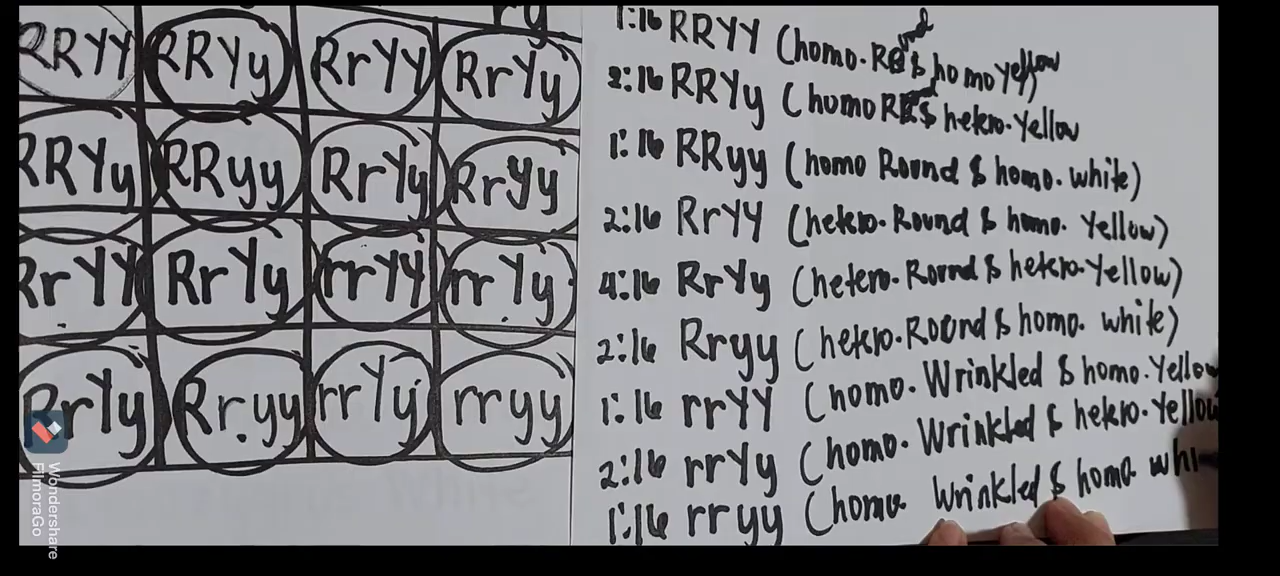 ry
RRYY RRYy RrYY RrYy
RRYy RRyy RrYy RrYy
RrYY RrYy rrYY rrYy
RrYy Rryy rrYy rryy
1:16 RRYY (homo. Round & homo yellow
2:16 RRYy (homo Round & hetero. Yellow
1:16 RRyy (homo Round & homo. white)
2:16 RrYY (hetero. Round & homo. Yellow)
4:16 RrYy (hetero. Round & hetero. Yellow)
2:16 Rryy (hetero. Round & homo. white)
1:16 rrYY (homo. Wrinkled & homo. Yellow
2:16 rrYy (homo. Wrinkled & hetero. Yellow
1:16 rryy (homo. Wrinkled & homo. whi
Wondershare
FilmoraGo